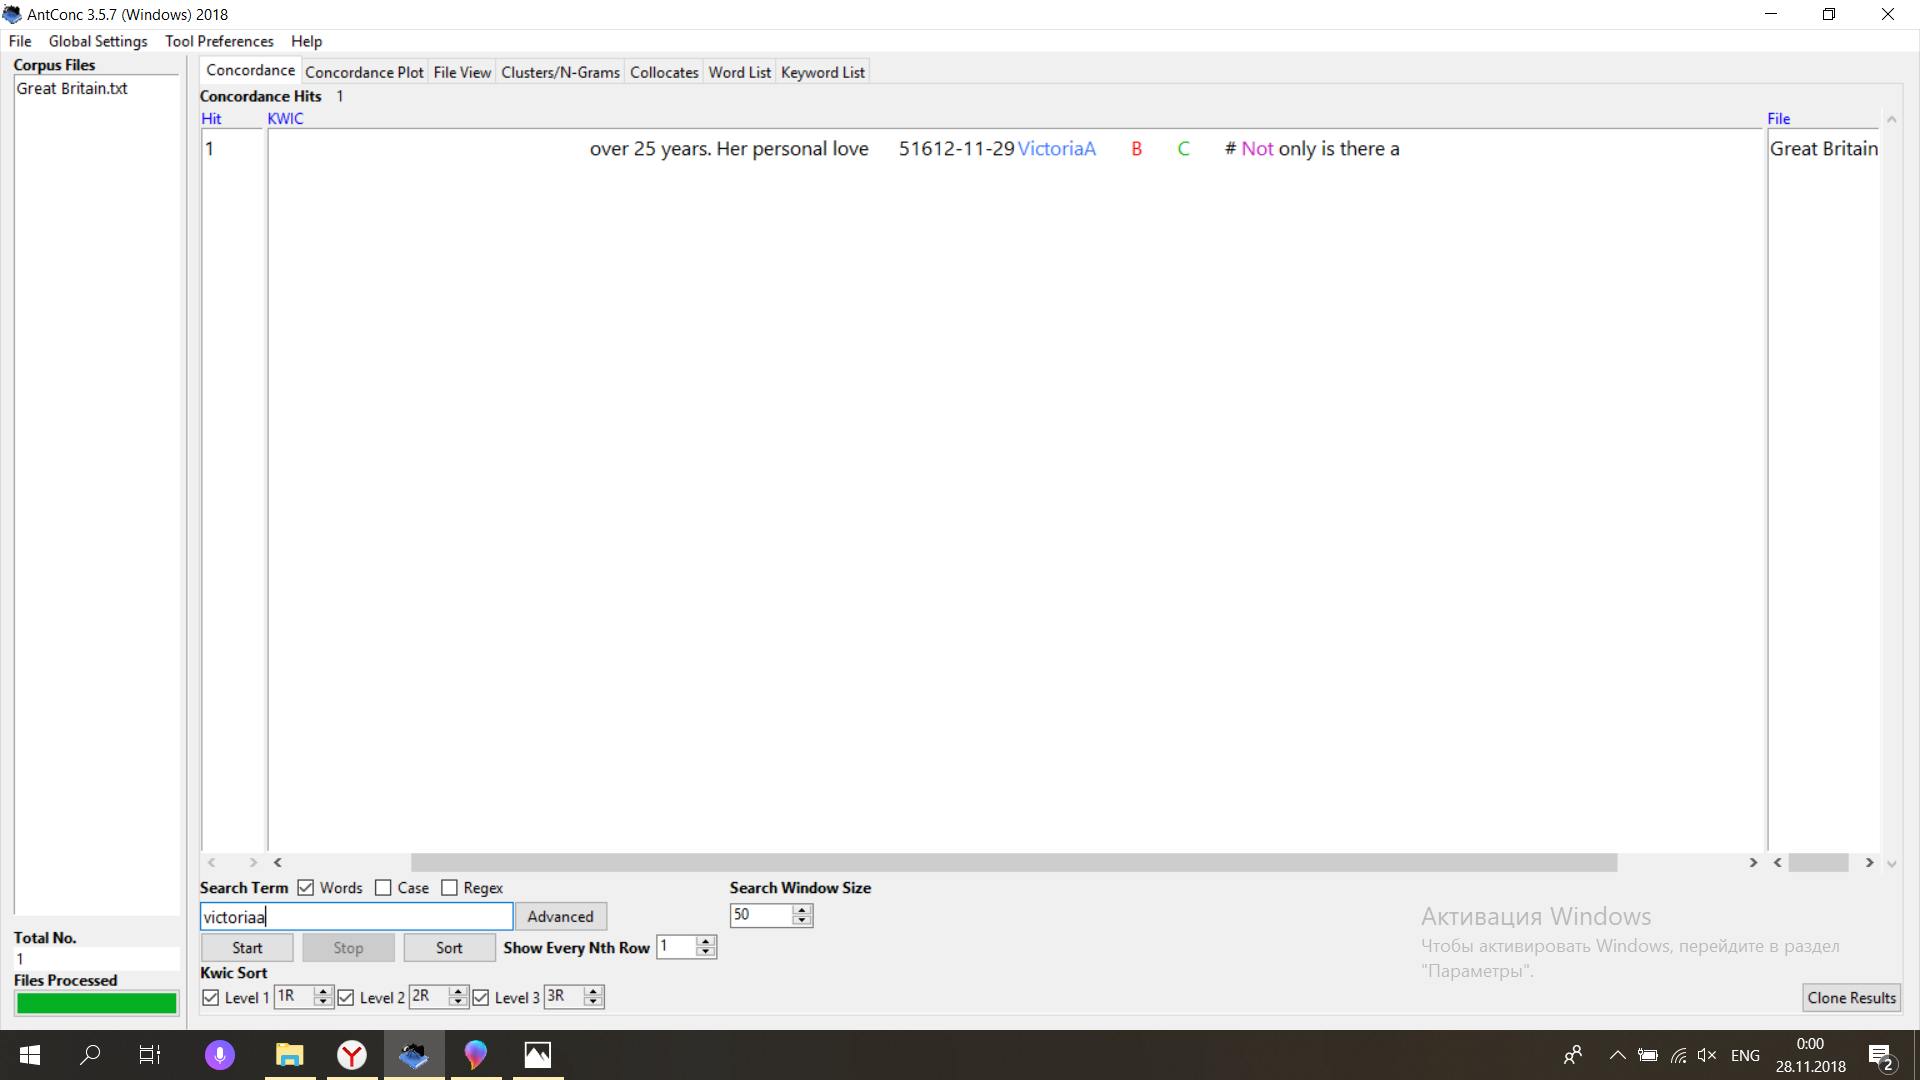 AntConc 3.5.7 (Windows) 2018
File Global Settings Tool Preferences Help
Corpus Files
Great Britain.txt
Concordance Concordance Plot File View Clusters/N-Grams Collocates Word List Keyword List
Concordance Hits 1
Hit KWIC File
1 over 25 years. Her personal love 51612-11-29 VictoriaA B C # Not only is there a Great Britain
Search Term Words Case Regex Search Window Size
victoriaa Advanced 50
Start Stop Sort Show Every Nth Row 1
Kwic Sort
Level 1 1R Level 2 2R Level 3 3R
Total No.
1
Files Processed
Активация Windows
Чтобы активировать Windows, перейдите в раздел
"Параметры".
Clone Results
ENG 0:00
28.11.2018
2